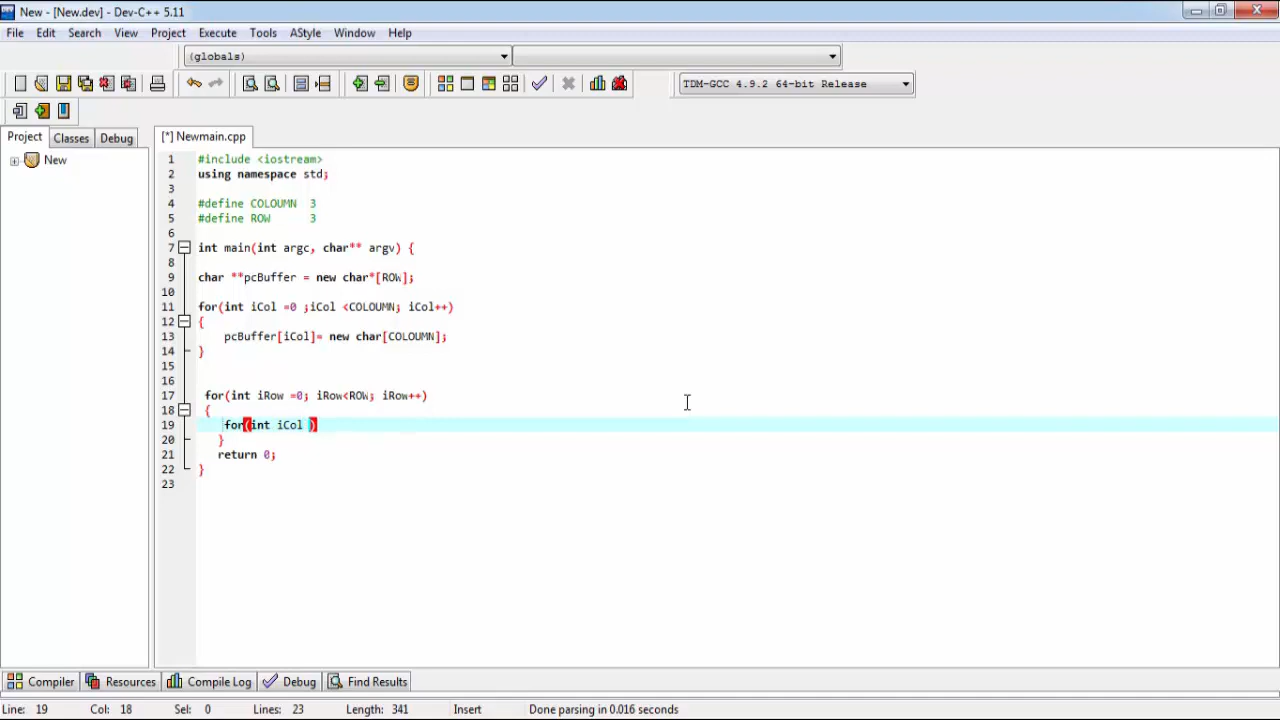 New - [New.dev] - Dev-C++ 5.11
File Edit Search View Project Execute Tools AStyle Window Help
(globals)
TDM-GCC 4.9.2 64-bit Release
Project Classes Debug
New
[*] Newmain.cpp
1 #include <iostream>
2 using namespace std;
3
4 #define COLOUMN 3
5 #define ROW 3
6
7 int main(int argc, char** argv) {
8
9 char **pcBuffer = new char*[ROW];
10
11 for(int iCol =0 ;iCol <COLOUMN; iCol++)
12 {
13 pcBuffer[iCol]= new char[COLOUMN];
14 }
15
16
17 for(int iRow =0; iRow<ROW; iRow++)
18 {
19 for(int iCol )
20 }
21 return 0;
22 }
23
Compiler Resources Compile Log Debug Find Results
Line: 19 Col: 18 Sel: 0 Lines: 23 Length: 341 Insert Done parsing in 0.016 seconds